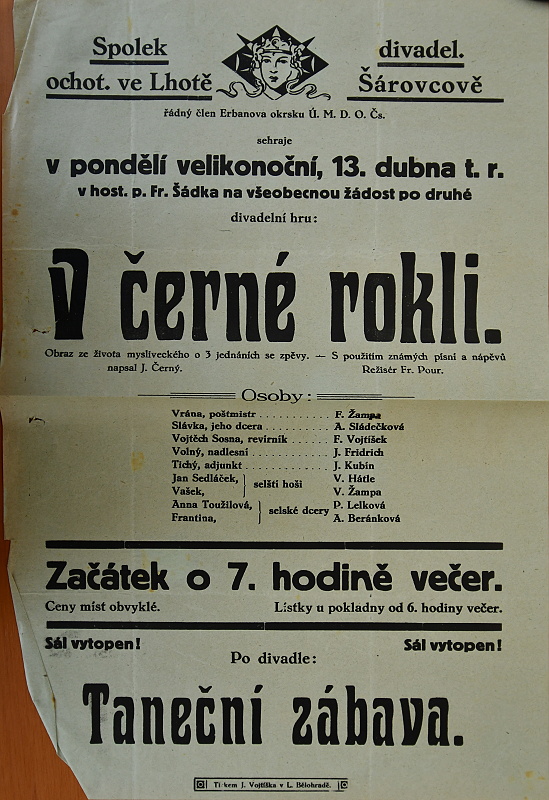 Spolek divadel.
ochot. ve Lhotě Šárovcově
řádný člen Erbanova okrsku Ú. M. D. O. Čs.
sehraje
v pondělí velikonoční, 13. dubna t. r.
v host. p. Fr. Šádka na všeobecnou žádost po druhé
divadelní hru:
V černé rokli.
Obraz ze života mysliveckého o 3 jednáních se zpěvy. — S použitím známých písní a nápěvů
napsal J. Černý. Režisér Fr. Pour.
Osoby:
Vrána, poštmistr . . . . . . . . . . . F. Žampa
Slávka, jeho dcera . . . . . . . . . . A. Sládečková
Vojtěch Sosna, revírník . . . . . . F. Vojtíšek
Volný, nadlesní . . . . . . . . . . . . J. Fridrich
Tichý, adjunkt . . . . . . . . . . . . . J. Kubín
Jan Sedláček, selští hoši V. Hátle
Vašek, V. Žampa
Anna Toužilová, selské dcery P. Lelková
Frantina, A. Beránková
Začátek o 7. hodině večer.
Ceny míst obvyklé. Lístky u pokladny od 6. hodiny večer.
Sál vytopen! Sál vytopen!
Po divadle:
Taneční zábava.
Tiskem J. Vojtíška v L. Bělohradě.